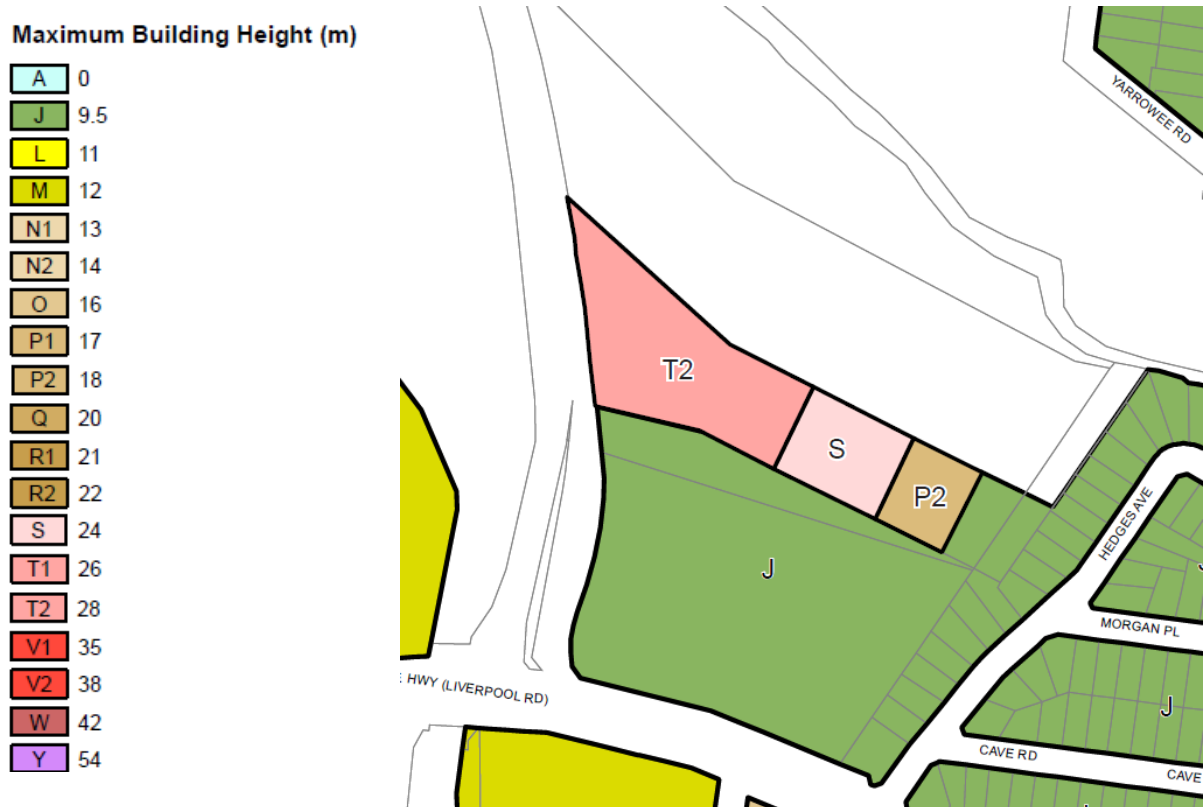 Maximum Building Height (m)
A 0
J 9.5
L 11
M 12
N1 13
N2 14
O 16
P1 17
P2 18
Q 20
R1 21
R2 22
S 24
T1 26
T2 28
V1 35
V2 38
W 42
Y 54
YARROWEE RD
T2
S
P2
J
HEDGES AVE
MORGAN PL
HWY (LIVERPOOL RD)
J
CAVE RD
CAVE